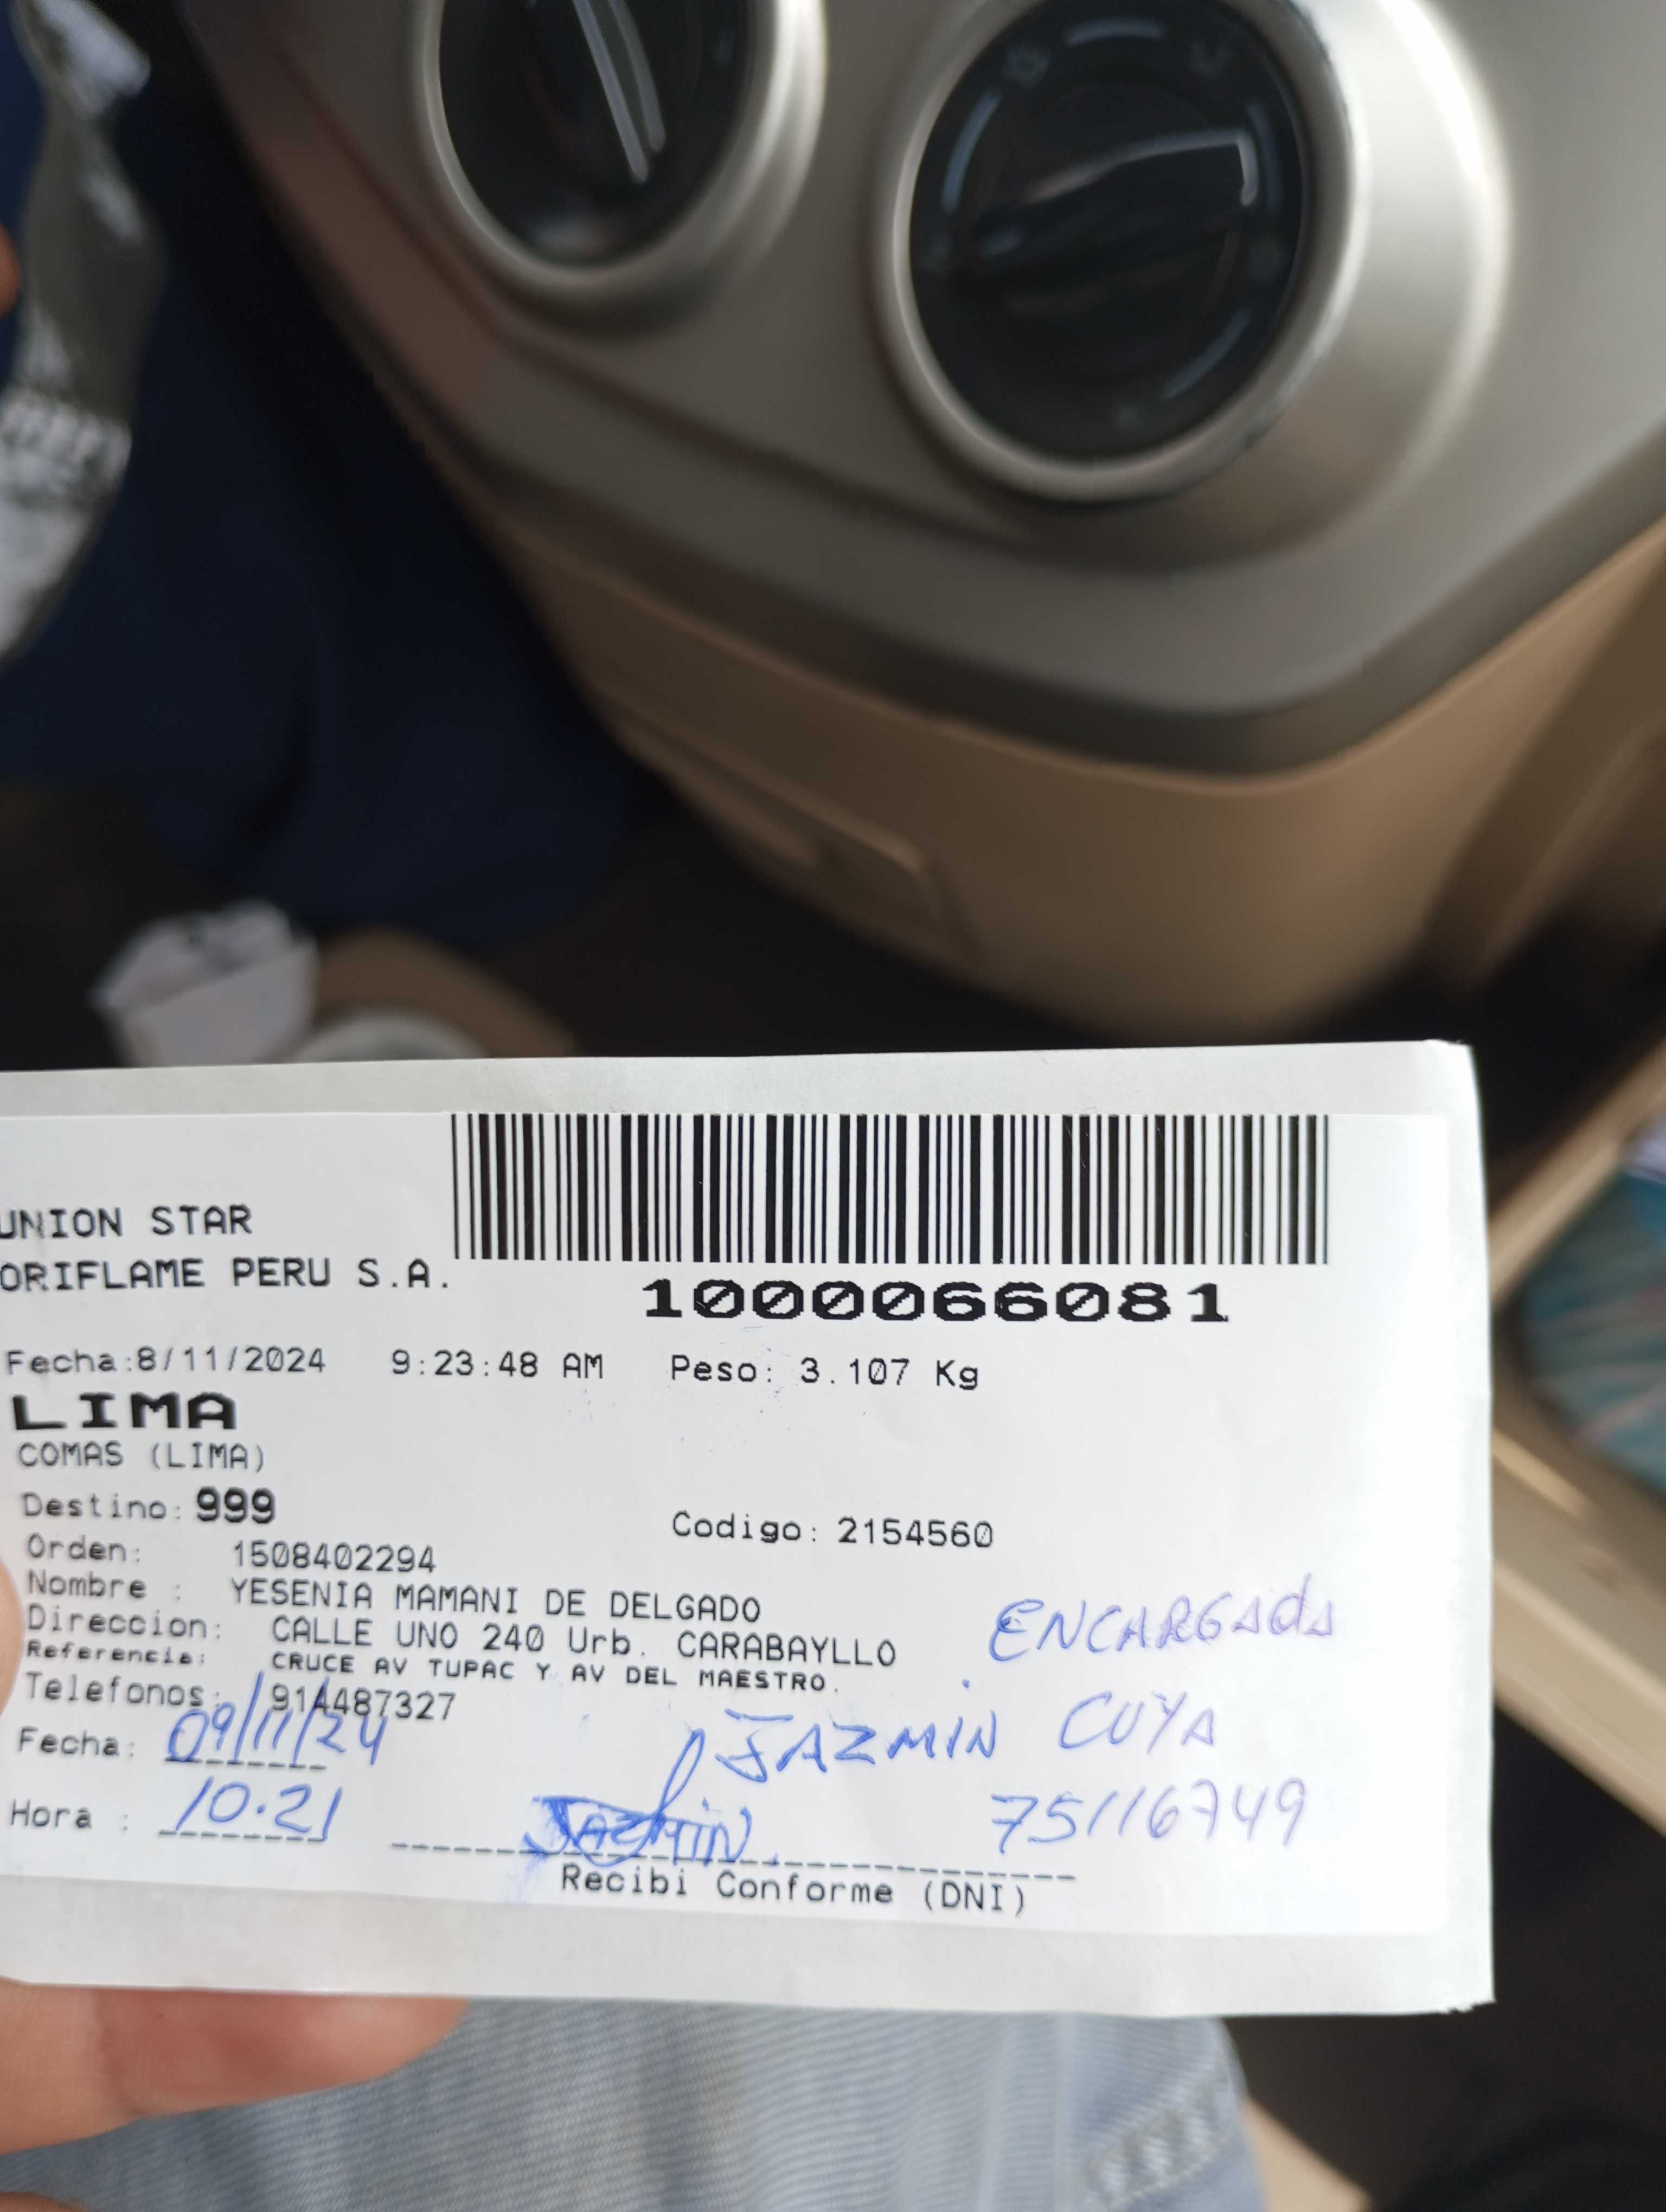 UNION STAR
ORIFLAME PERU S.A.
1000066081
Fecha:8/11/2024 9:23:48 AM Peso: 3.107 Kg
LIMA
COMAS (LIMA)
Destino: 999
Codigo: 2154560
Orden: 1508402294
Nombre : YESENIA MAMANI DE DELGADO
ENCARGADA
Direccion: CALLE UNO 240 Urb. CARABAYLLO
Referencia: CRUCE AV TUPAC Y AV DEL MAESTRO.
Telefonos: 914487327
JAZMIN CUYA
Fecha: 09/11/24
75116749
Hora : 10.21
JAZMIN
Recibi Conforme (DNI)